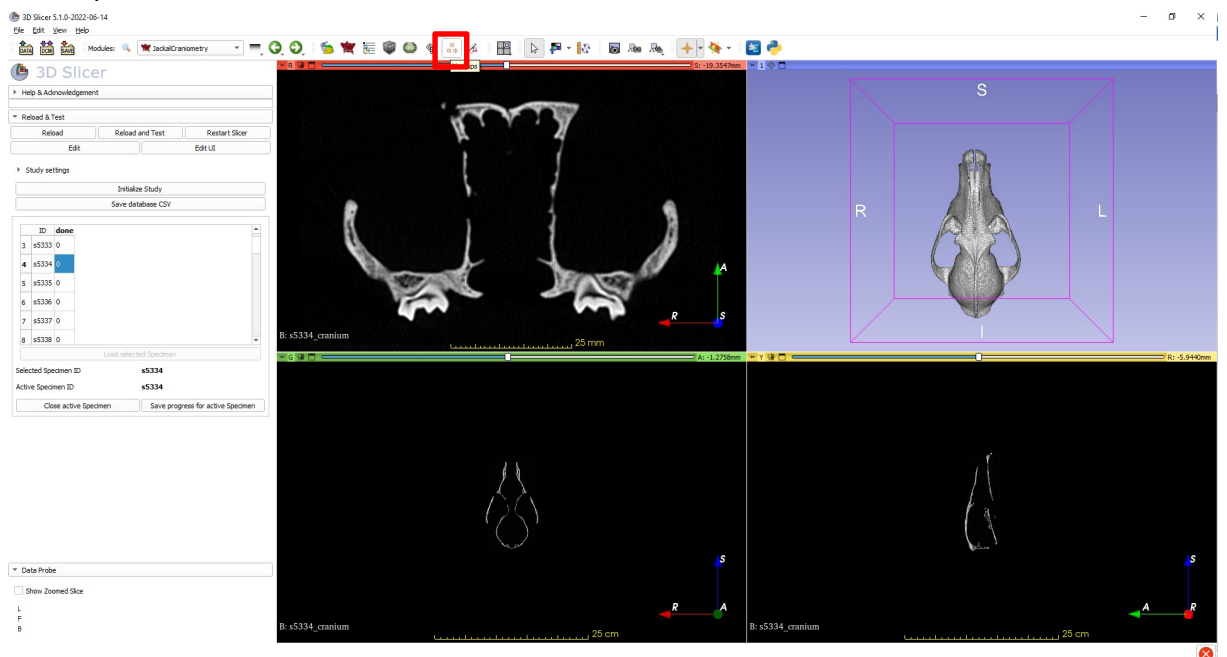 3D Slicer 5.1.0-2022-06-14
File Edit View Help
DATA DCM SAVE Modules: JackalCraniometry
3D Slicer
Help & Acknowledgement
Reload & Test
Reload Reload and Test Restart Slicer
Edit Edit UI
Study settings
Initialize Study
Save database CSV
ID done
3 s5333 0
4 s5334 0
5 s5335 0
6 s5336 0
7 s5337 0
8 s5338 0
Load selected Specimen
Selected Specimen ID s5334
Active Specimen ID s5334
Close active Specimen Save progress for active Specimen
Data Probe
Show Zoomed Slice
L
F
B
R S: -19.3547mm
A
R S
B: s5334_cranium
25 mm
1
S
R L
I
G A: -1.2758mm
S
R A
B: s5334_cranium
25 cm
Y R: -5.9440mm
S
A R
B: s5334_cranium
25 cm